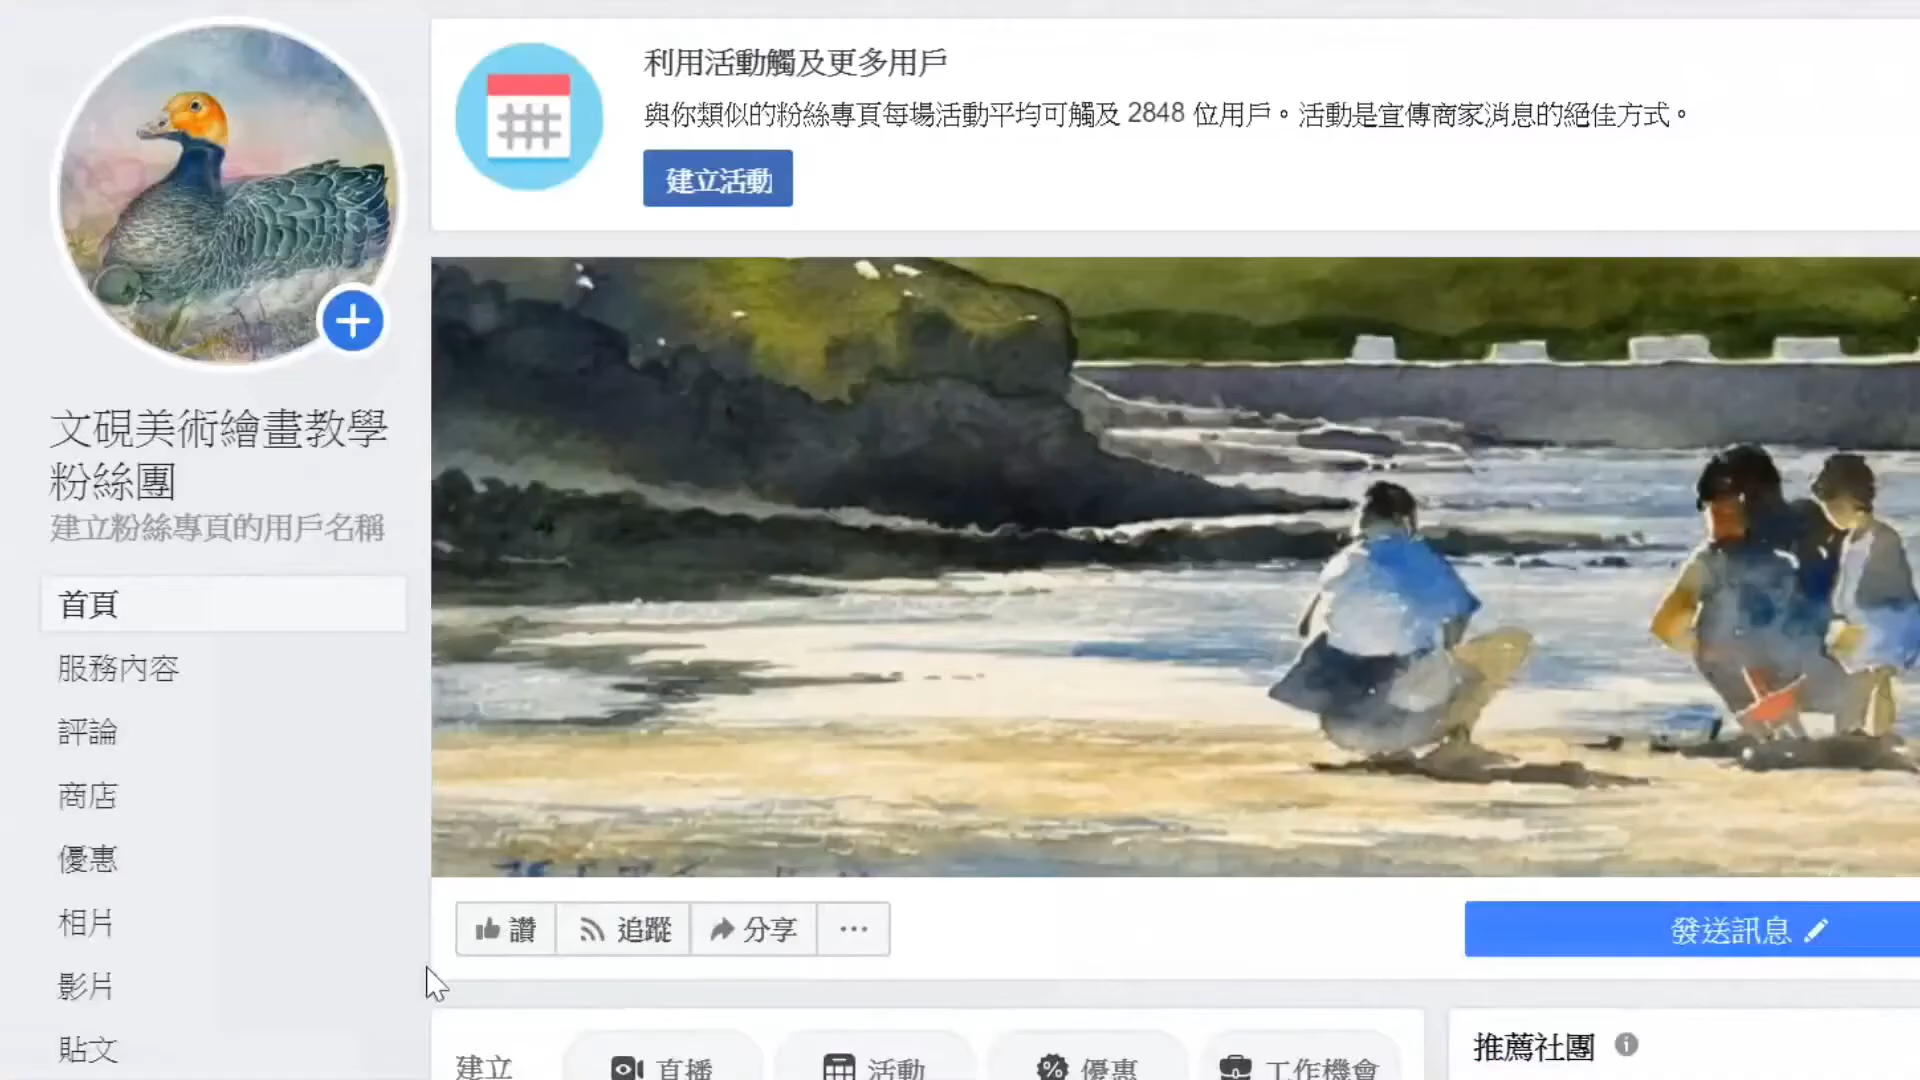 利用活動觸及更多用戶
與你類似的粉絲專頁每場活動平均可觸及 2848 位用戶。活動是宣傳商家消息的絕佳方式。
建立活動
文硯美術繪畫教學
粉絲團
建立粉絲專頁的用戶名稱
首頁
服務內容
評論
商店
優惠
相片
影片
貼文
讚 追蹤 分享 ···
發送訊息
建立 直播 活動 優惠 工作機會
推薦社團